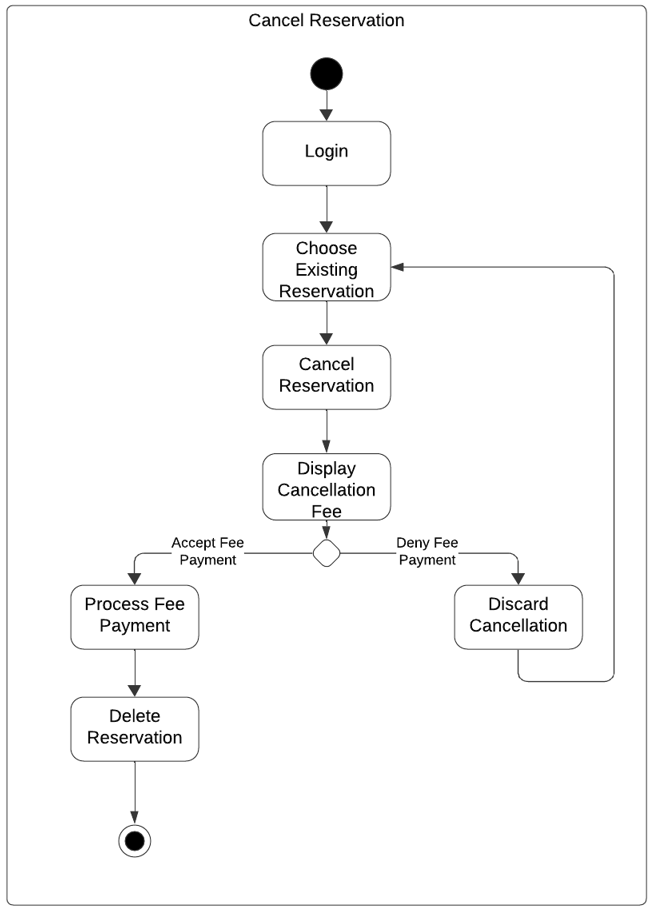 Cancel Reservation
Login
Choose
Existing
Reservation
Cancel
Reservation
Display
Cancellation
Fee
Accept Fee
Payment
Deny Fee
Payment
Process Fee
Payment
Discard
Cancellation
Delete
Reservation